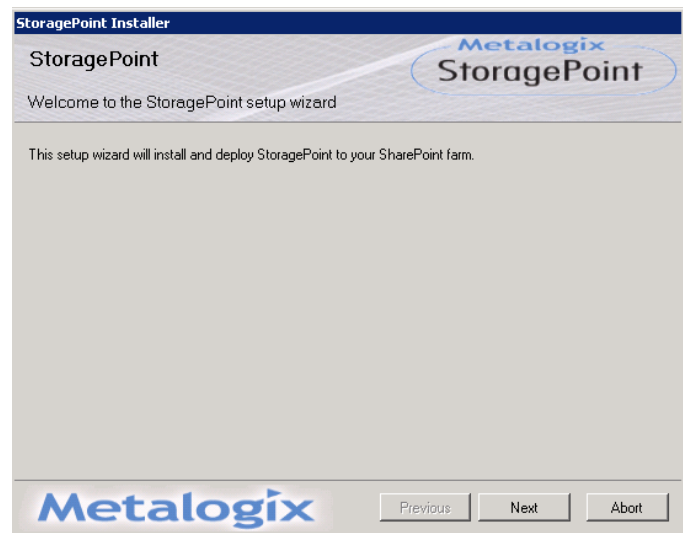 StoragePoint Installer
StoragePoint
Metalogix
StoragePoint
Welcome to the StoragePoint setup wizard
This setup wizard will install and deploy StoragePoint to your SharePoint farm.
Metalogix
Previous
Next
Abort